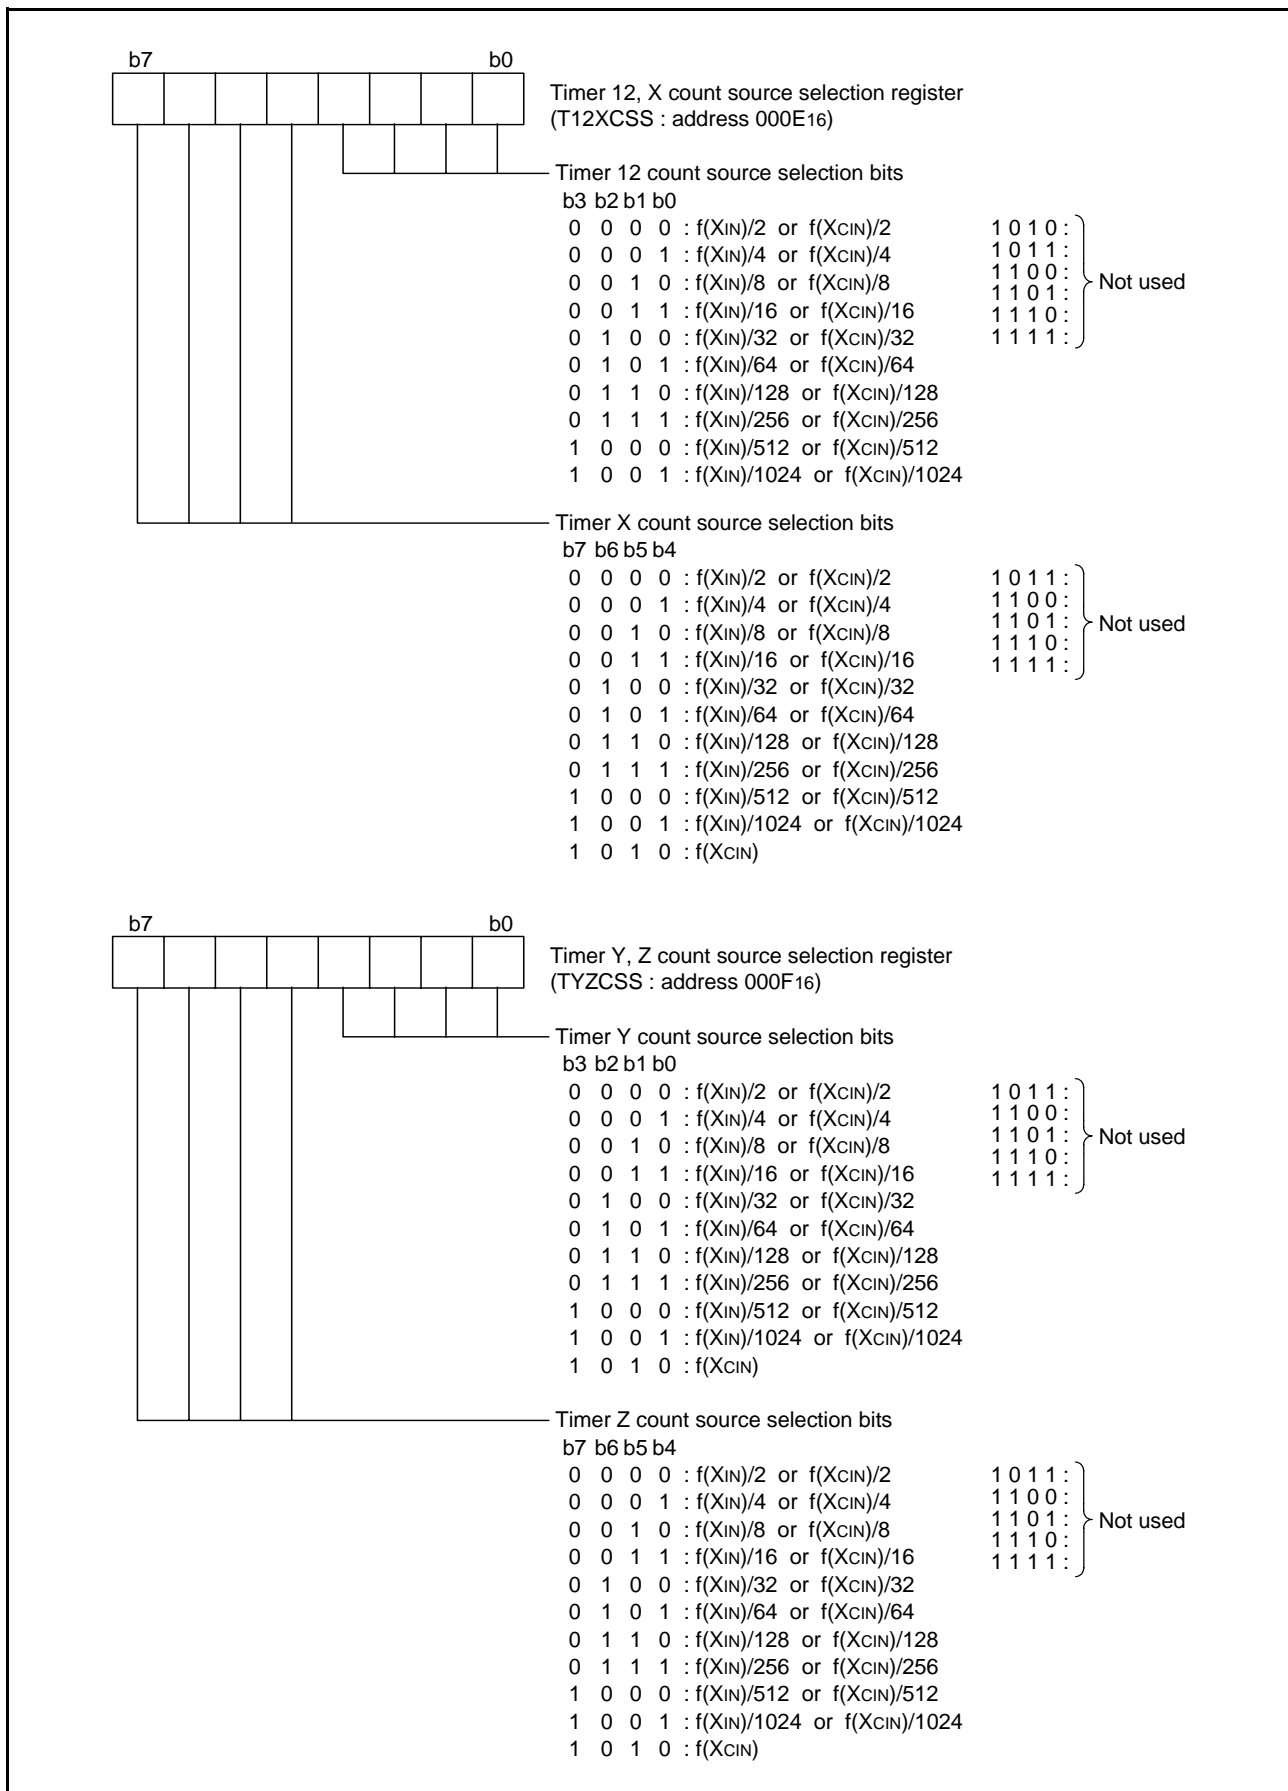 b7 b0
Timer 12, X count source selection register
(T12XCSS : address 000E16)
Timer 12 count source selection bits
b3 b2 b1 b0
0 0 0 0 : f(XIN)/2 or f(XCIN)/2 1 0 1 0 :
0 0 0 1 : f(XIN)/4 or f(XCIN)/4 1 0 1 1 :
0 0 1 0 : f(XIN)/8 or f(XCIN)/8 1 1 0 0 : Not used
0 0 1 1 : f(XIN)/16 or f(XCIN)/16 1 1 0 1 :
0 1 0 0 : f(XIN)/32 or f(XCIN)/32 1 1 1 0 :
0 1 0 1 : f(XIN)/64 or f(XCIN)/64 1 1 1 1 :
0 1 1 0 : f(XIN)/128 or f(XCIN)/128
0 1 1 1 : f(XIN)/256 or f(XCIN)/256
1 0 0 0 : f(XIN)/512 or f(XCIN)/512
1 0 0 1 : f(XIN)/1024 or f(XCIN)/1024
Timer X count source selection bits
b7 b6 b5 b4
0 0 0 0 : f(XIN)/2 or f(XCIN)/2 1 0 1 1 :
0 0 0 1 : f(XIN)/4 or f(XCIN)/4 1 1 0 0 :
0 0 1 0 : f(XIN)/8 or f(XCIN)/8 1 1 0 1 : Not used
0 0 1 1 : f(XIN)/16 or f(XCIN)/16 1 1 1 0 :
0 1 0 0 : f(XIN)/32 or f(XCIN)/32 1 1 1 1 :
0 1 0 1 : f(XIN)/64 or f(XCIN)/64
0 1 1 0 : f(XIN)/128 or f(XCIN)/128
0 1 1 1 : f(XIN)/256 or f(XCIN)/256
1 0 0 0 : f(XIN)/512 or f(XCIN)/512
1 0 0 1 : f(XIN)/1024 or f(XCIN)/1024
1 0 1 0 : f(XCIN)
b7 b0
Timer Y, Z count source selection register
(TYZCSS : address 000F16)
Timer Y count source selection bits
b3 b2 b1 b0
0 0 0 0 : f(XIN)/2 or f(XCIN)/2 1 0 1 1 :
0 0 0 1 : f(XIN)/4 or f(XCIN)/4 1 1 0 0 :
0 0 1 0 : f(XIN)/8 or f(XCIN)/8 1 1 0 1 : Not used
0 0 1 1 : f(XIN)/16 or f(XCIN)/16 1 1 1 0 :
0 1 0 0 : f(XIN)/32 or f(XCIN)/32 1 1 1 1 :
0 1 0 1 : f(XIN)/64 or f(XCIN)/64
0 1 1 0 : f(XIN)/128 or f(XCIN)/128
0 1 1 1 : f(XIN)/256 or f(XCIN)/256
1 0 0 0 : f(XIN)/512 or f(XCIN)/512
1 0 0 1 : f(XIN)/1024 or f(XCIN)/1024
1 0 1 0 : f(XCIN)
Timer Z count source selection bits
b7 b6 b5 b4
0 0 0 0 : f(XIN)/2 or f(XCIN)/2 1 0 1 1 :
0 0 0 1 : f(XIN)/4 or f(XCIN)/4 1 1 0 0 :
0 0 1 0 : f(XIN)/8 or f(XCIN)/8 1 1 0 1 : Not used
0 0 1 1 : f(XIN)/16 or f(XCIN)/16 1 1 1 0 :
0 1 0 0 : f(XIN)/32 or f(XCIN)/32 1 1 1 1 :
0 1 0 1 : f(XIN)/64 or f(XCIN)/64
0 1 1 0 : f(XIN)/128 or f(XCIN)/128
0 1 1 1 : f(XIN)/256 or f(XCIN)/256
1 0 0 0 : f(XIN)/512 or f(XCIN)/512
1 0 0 1 : f(XIN)/1024 or f(XCIN)/1024
1 0 1 0 : f(XCIN)